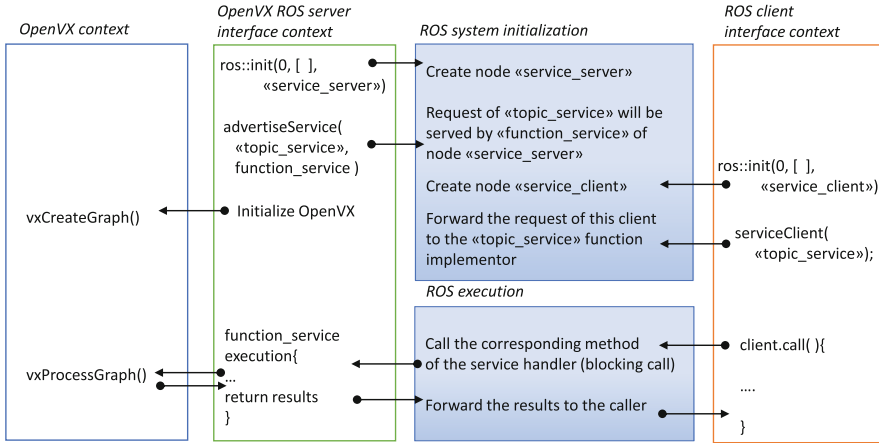 OpenVX context
OpenVX ROS server
interface context
ROS system initialization
ROS client
interface context
vxCreateGraph()
vxProcessGraph()
ros::init(0, [ ],
«service_server»)
advertiseService(
«topic_service»,
function_service )
Initialize OpenVX
function_service
execution{
...
return results
}
Create node «service_server»
Request of «topic_service» will be
served by «function_service» of
node «service_server»
Create node «service_client»
Forward the request of this client
to the «topic_service» function
implementor
ROS execution
Call the corresponding method
of the service handler (blocking call)
Forward the results to the caller
ros::init(0, [ ],
«service_client»)
serviceClient(
«topic_service»);
client.call( ){
....
}